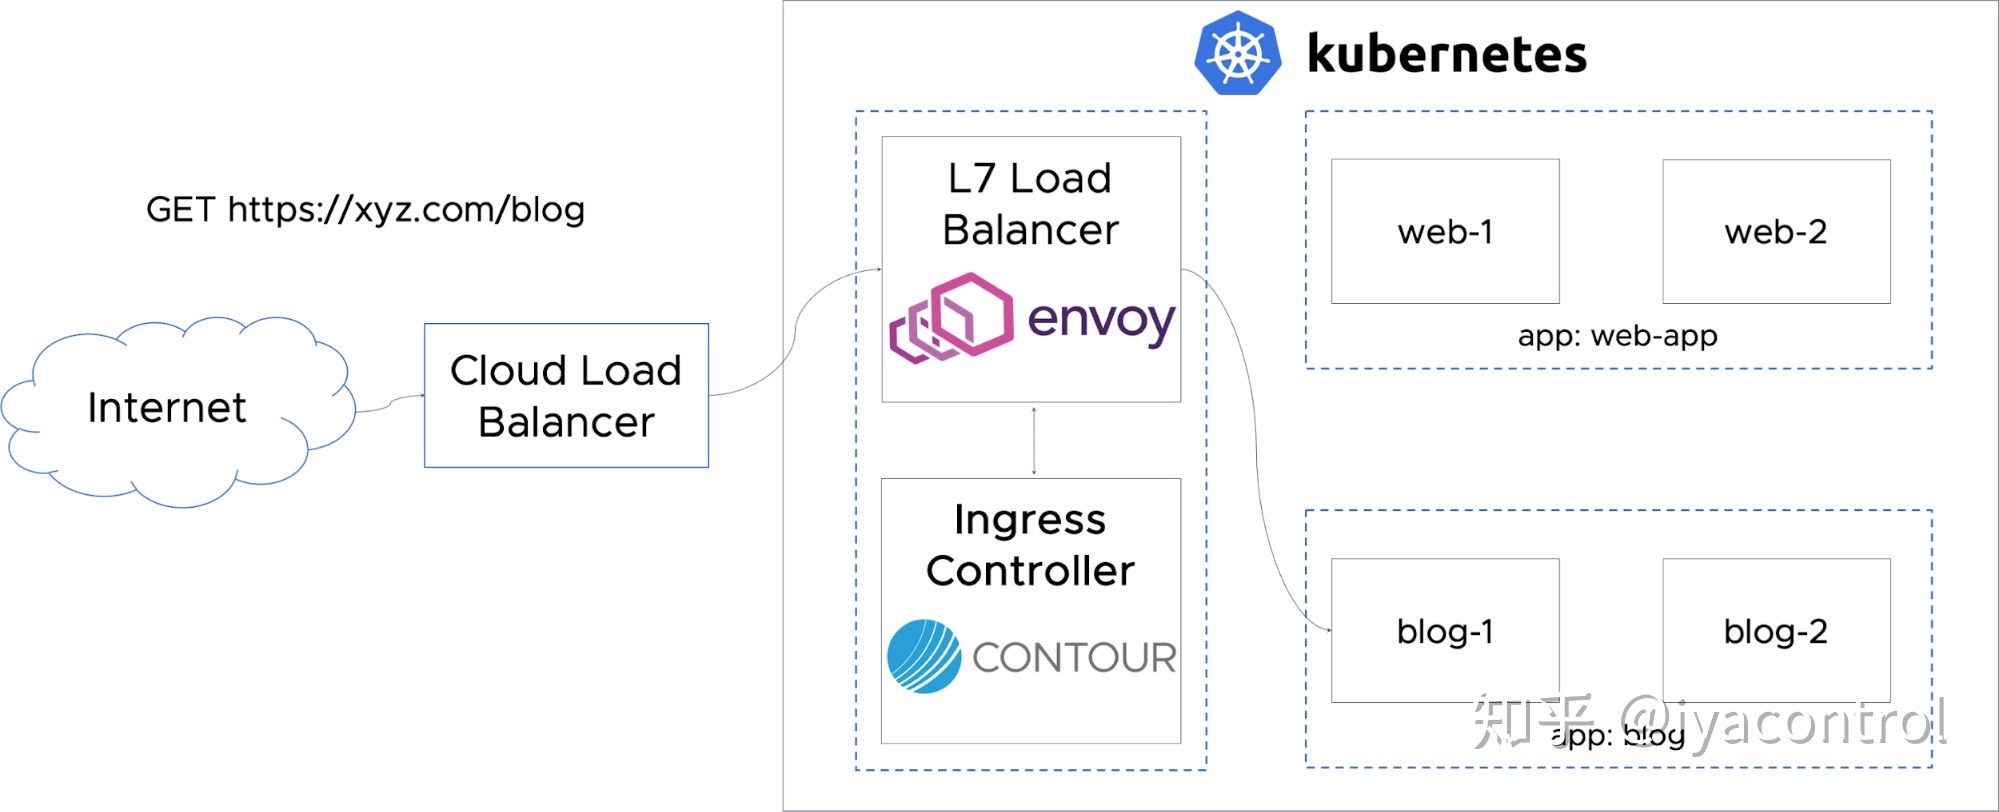 kubernetes
GET https://xyz.com/blog
Internet
Cloud Load
Balancer
L7 Load
Balancer
envoy
Ingress
Controller
CONTOUR
web-1
web-2
app: web-app
blog-1
blog-2
app: blog
知乎 @iyacontrol